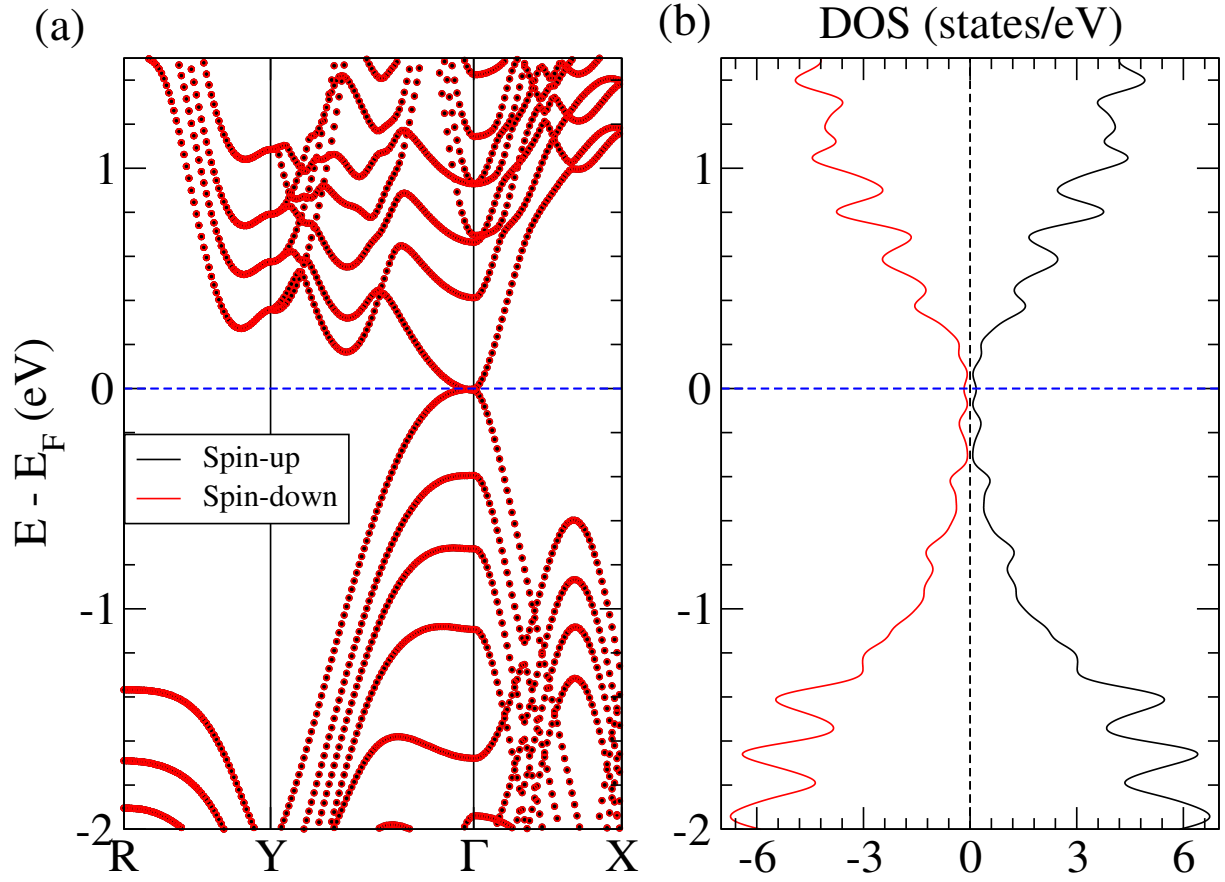 (a)
(b)
DOS (states/eV)
E - E_F (eV)
1
0
-1
-2
Spin-up
Spin-down
R
Y
Γ
X
1
0
-1
-2
-6
-3
0
3
6